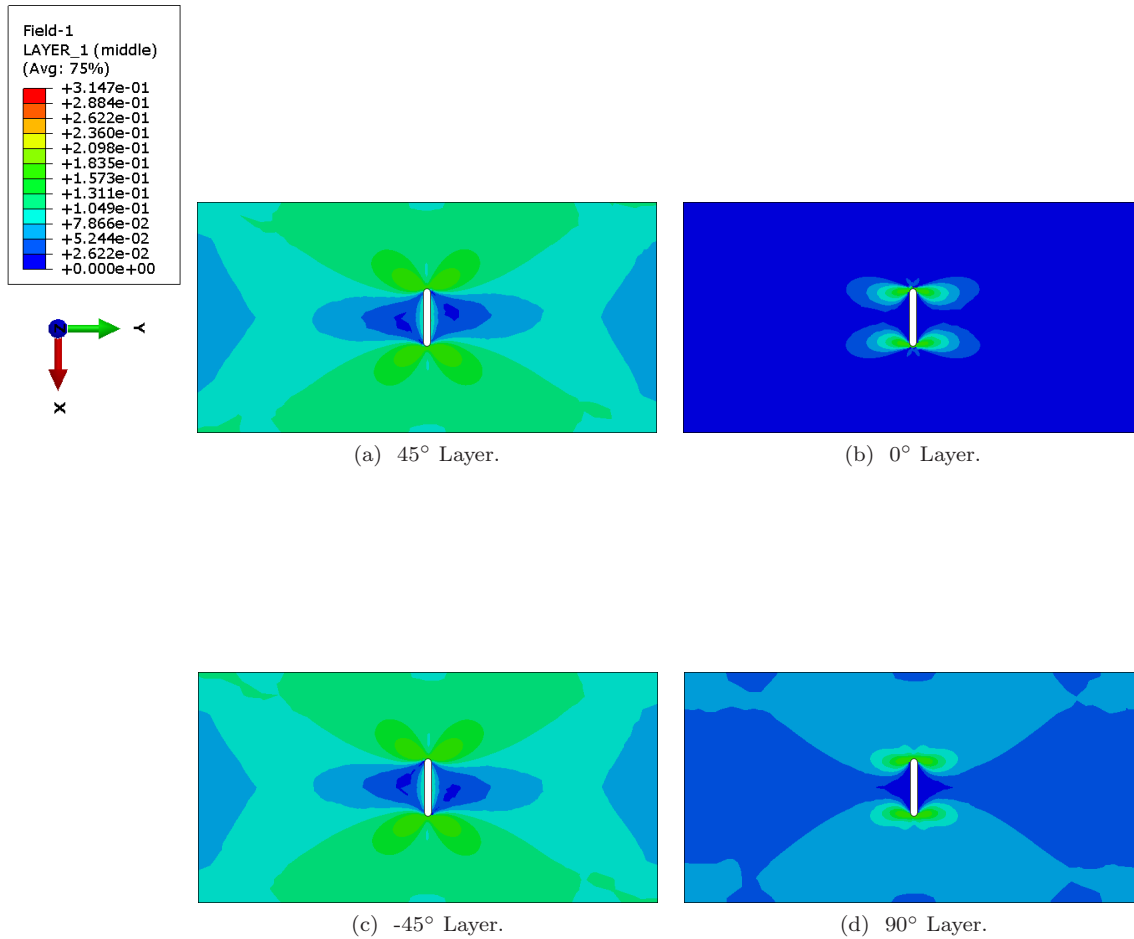 Field-1
LAYER_1 (middle)
(Avg: 75%)
+3.147e-01
+2.884e-01
+2.622e-01
+2.360e-01
+2.098e-01
+1.835e-01
+1.573e-01
+1.311e-01
+1.049e-01
+7.866e-02
+5.244e-02
+2.622e-02
+0.000e+00
Z
Y
X
(a) 45° Layer.
(b) 0° Layer.
(c) -45° Layer.
(d) 90° Layer.